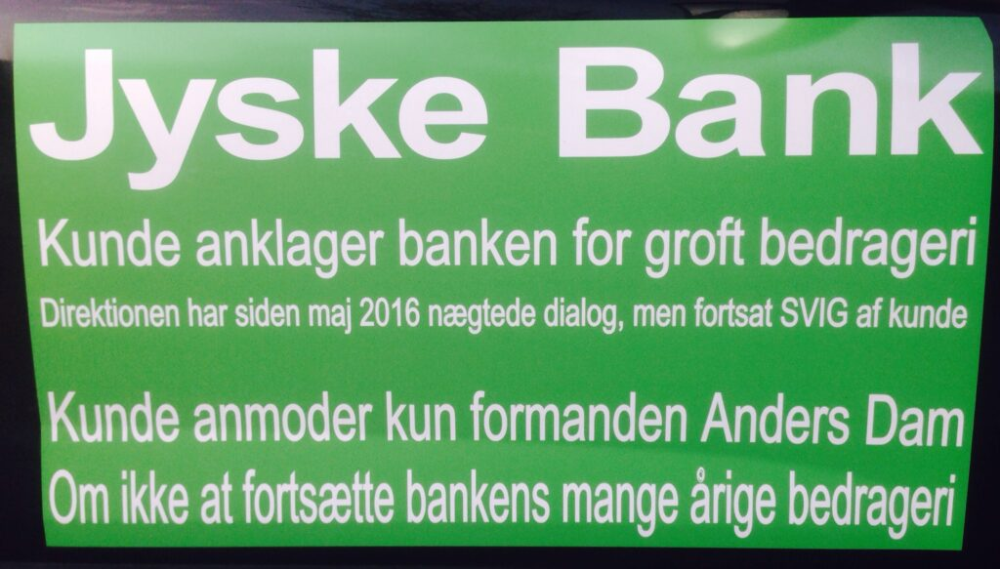 Jyske Bank
Kunde anklager banken for groft bedrageri
Direktionen har siden maj 2016 nægtede dialog, men fortsat SVIG af kunde
Kunde anmoder kun formanden Anders Dam
Om ikke at fortsætte bankens mange årige bedrageri